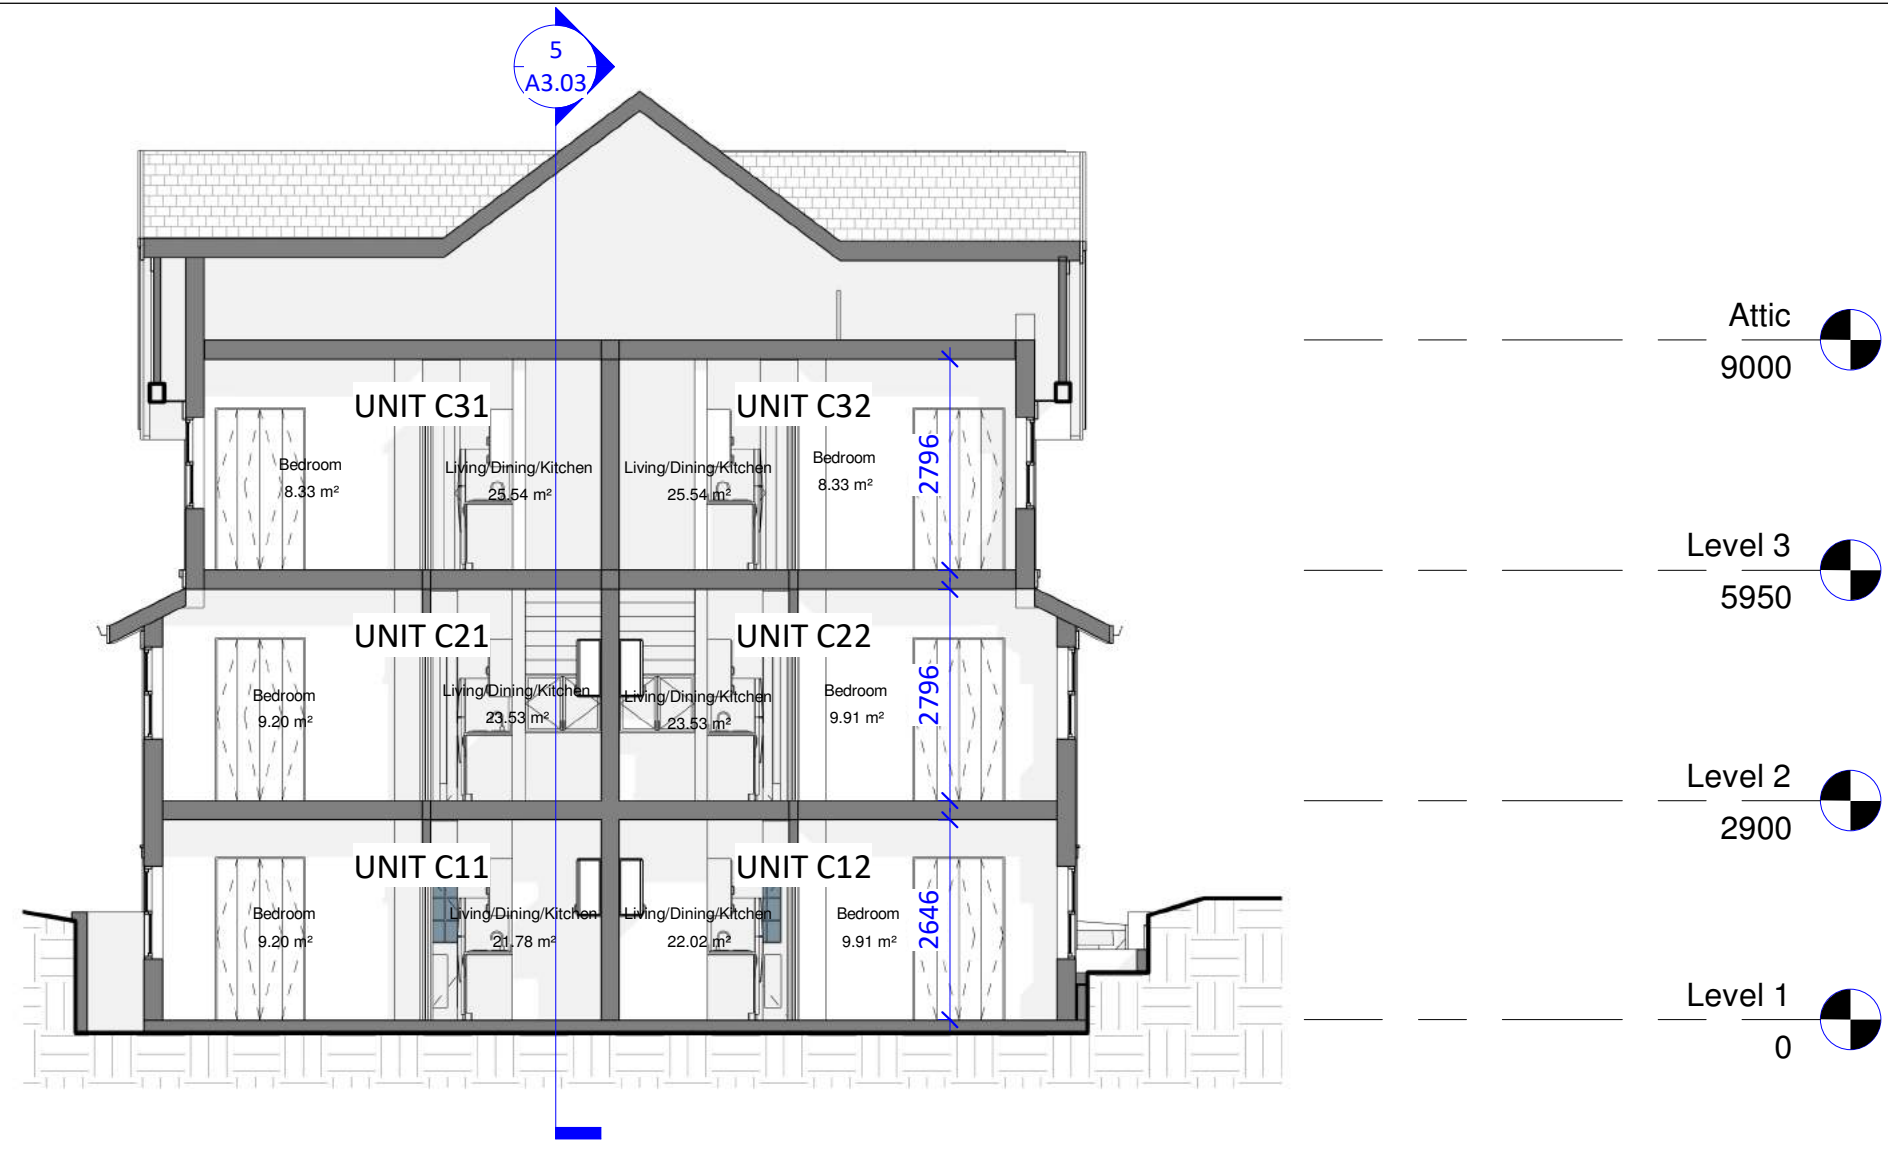 5
A3.03
Attic
9000
UNIT C31
UNIT C32
Bedroom
8.33 m²
Living/Dining/Kitchen
25.54 m²
Living/Dining/Kitchen
25.54 m²
Bedroom
8.33 m²
2796
Level 3
5950
UNIT C21
UNIT C22
Bedroom
9.20 m²
Living/Dining/Kitchen
23.53 m²
Living/Dining/Kitchen
23.53 m²
Bedroom
9.91 m²
2796
Level 2
2900
UNIT C11
UNIT C12
Bedroom
9.20 m²
Living/Dining/Kitchen
21.78 m²
Living/Dining/Kitchen
22.02 m²
Bedroom
9.91 m²
2646
Level 1
0